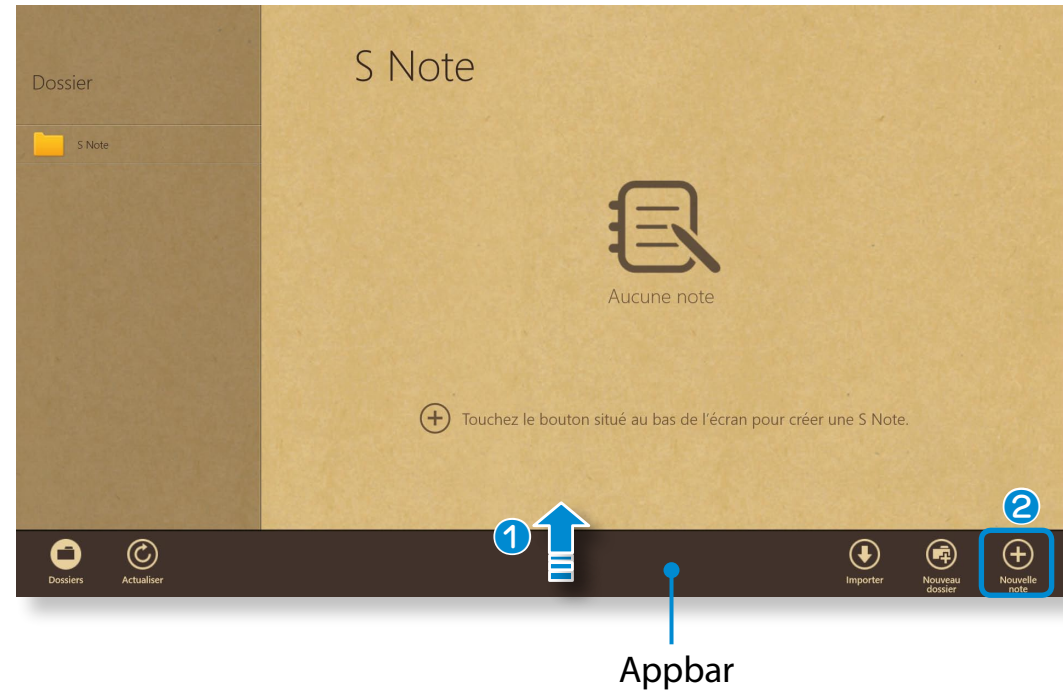 Dossier
S Note
S Note
Aucune note
Touchez le bouton situé au bas de l'écran pour créer une S Note.
1
2
Dossiers
Actualiser
Importer
Nouveau
dossier
Nouvelle
note
Appbar